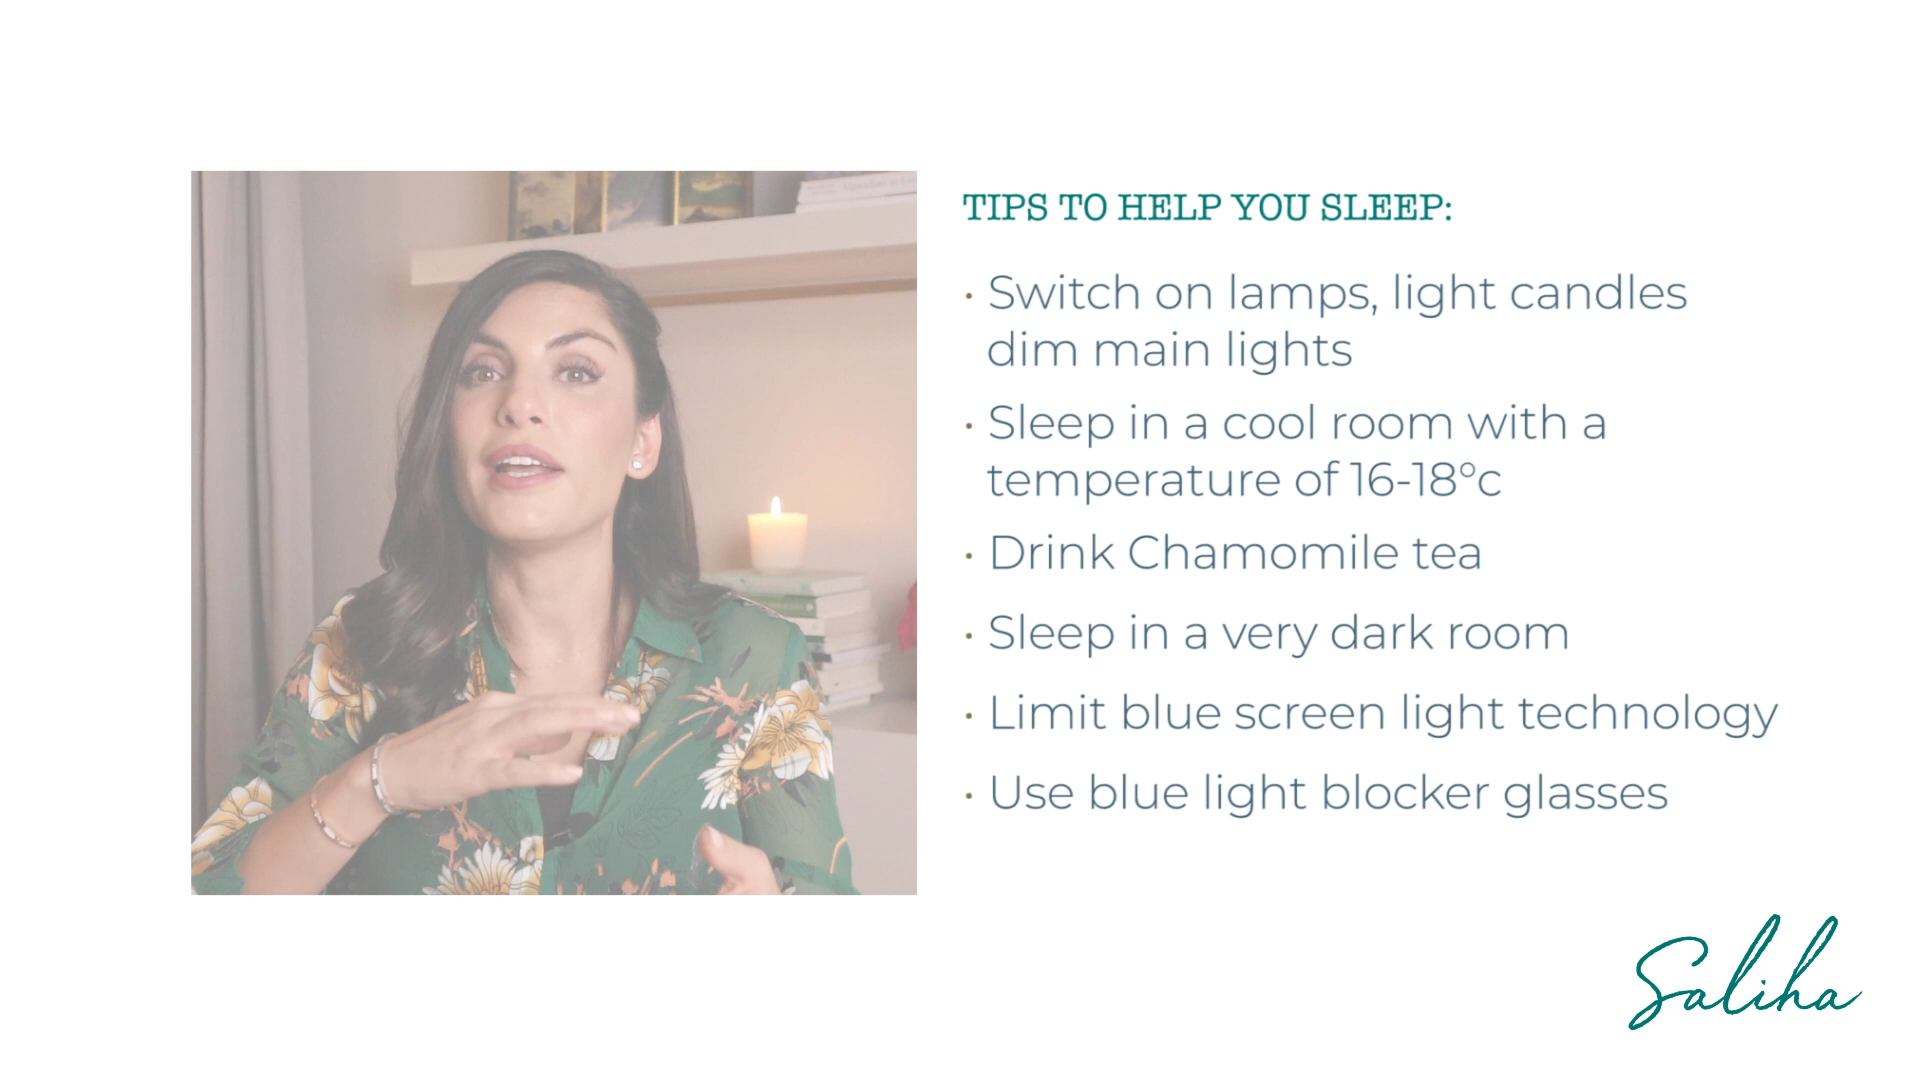 TIPS TO HELP YOU SLEEP:
· Switch on lamps, light candles
dim main lights
· Sleep in a cool room with a
temperature of 16-18°c
· Drink Chamomile tea
· Sleep in a very dark room
· Limit blue screen light technology
· Use blue light blocker glasses
Saliha